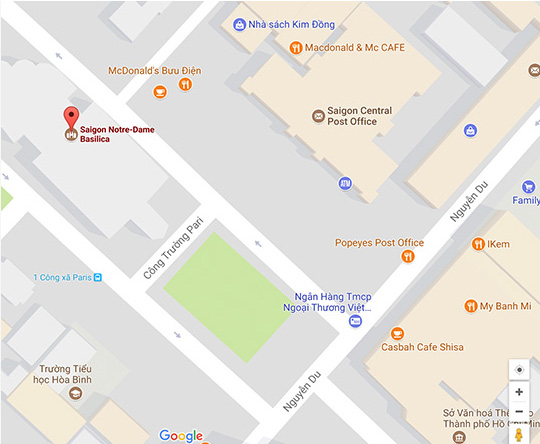 Nhà sách Kim Đồng
Macdonald & Mc CAFE
McDonald's Bưu Điện
Saigon Central
Post Office
Saigon Notre-Dame
Basilica
ATM
Nguyễn Du
Family
Công Trường Pari
Popeyes Post Office
IKem
1 Công xã Paris
Ngân Hàng Tmcp
Ngoại Thương Việt...
My Banh Mi
Casbah Cafe Shisa
Trường Tiểu
học Hòa Bình
Nguyễn Du
Sở Văn hoá Thể
Thành phố Hồ
Google
+
−